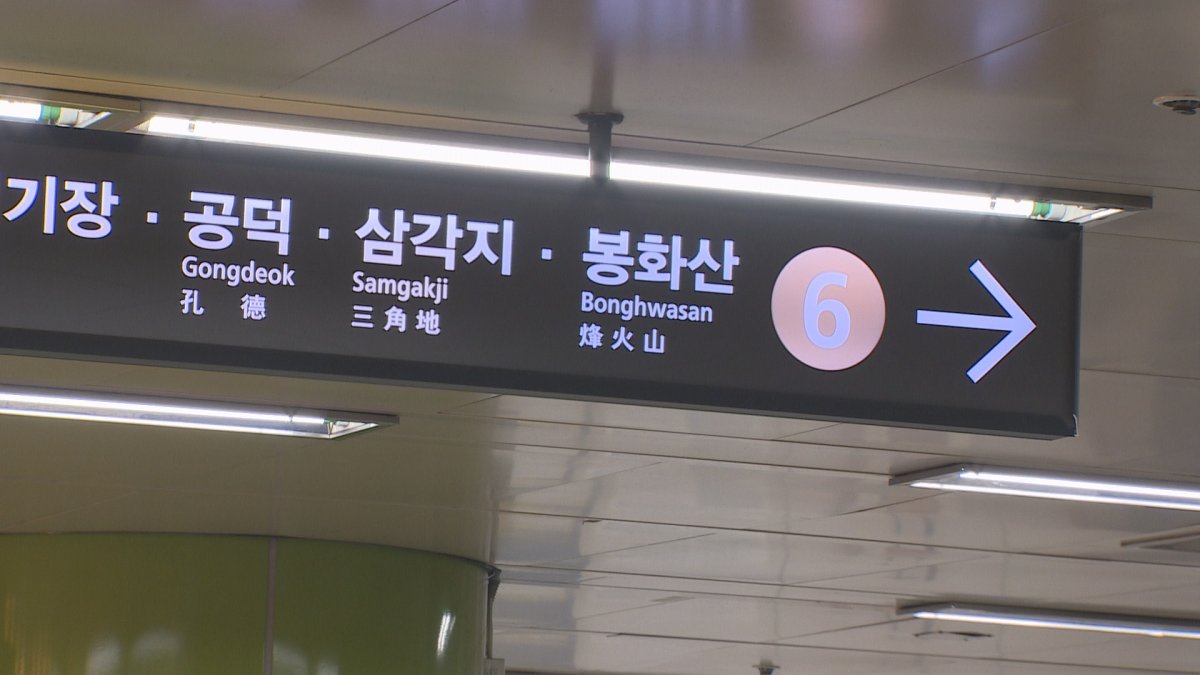 기장 · 공덕 · 삼각지 · 봉화산 6 →
Gongdeok Samgakji Bonghwasan
孔 德 三角地 烽火山